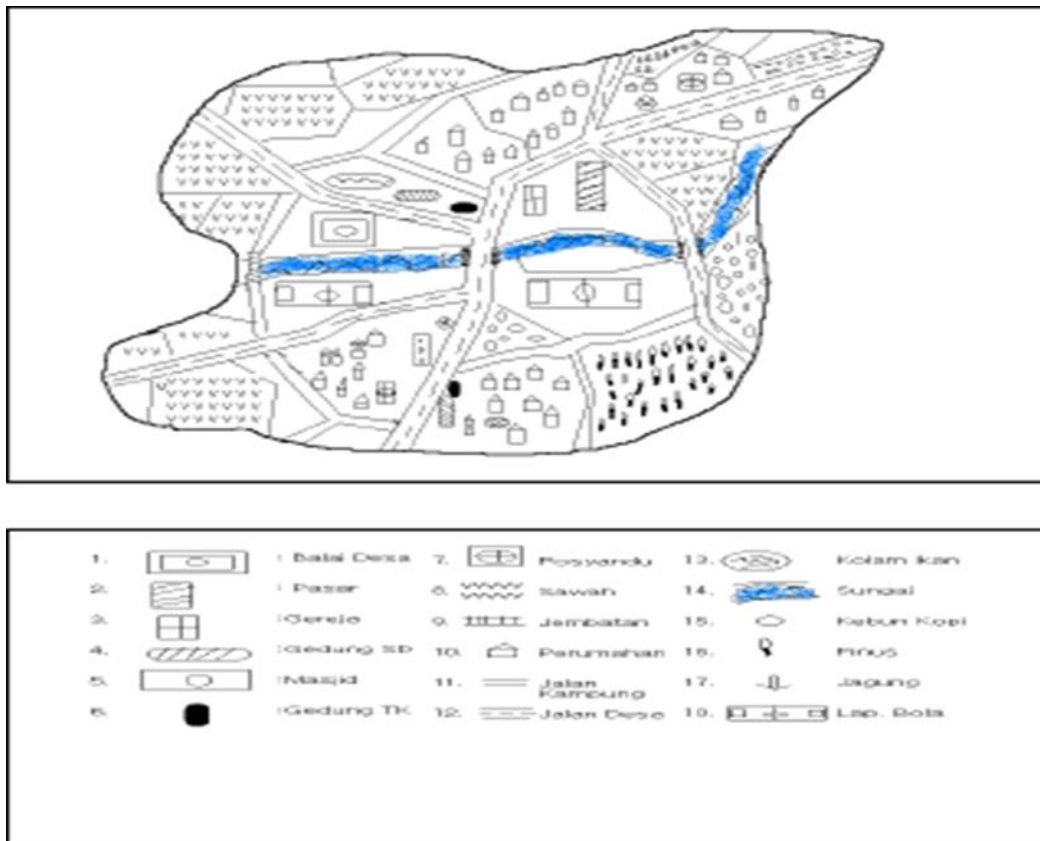 1. : Balai Desa 7. Posyandu 13. Kolam Ikan
2. : Pasar 8. Sawah 14. Sungai
3. :Gereja 9. Jembatan 15. Kebun Kopi
4. :Gedung SD 10. Perumahan 16. Pinus
5. :Masjid 11. Jalan Kampung 17. Jagung
6. :Gedung TK 12. Jalan Desa 18. Lap. Bola